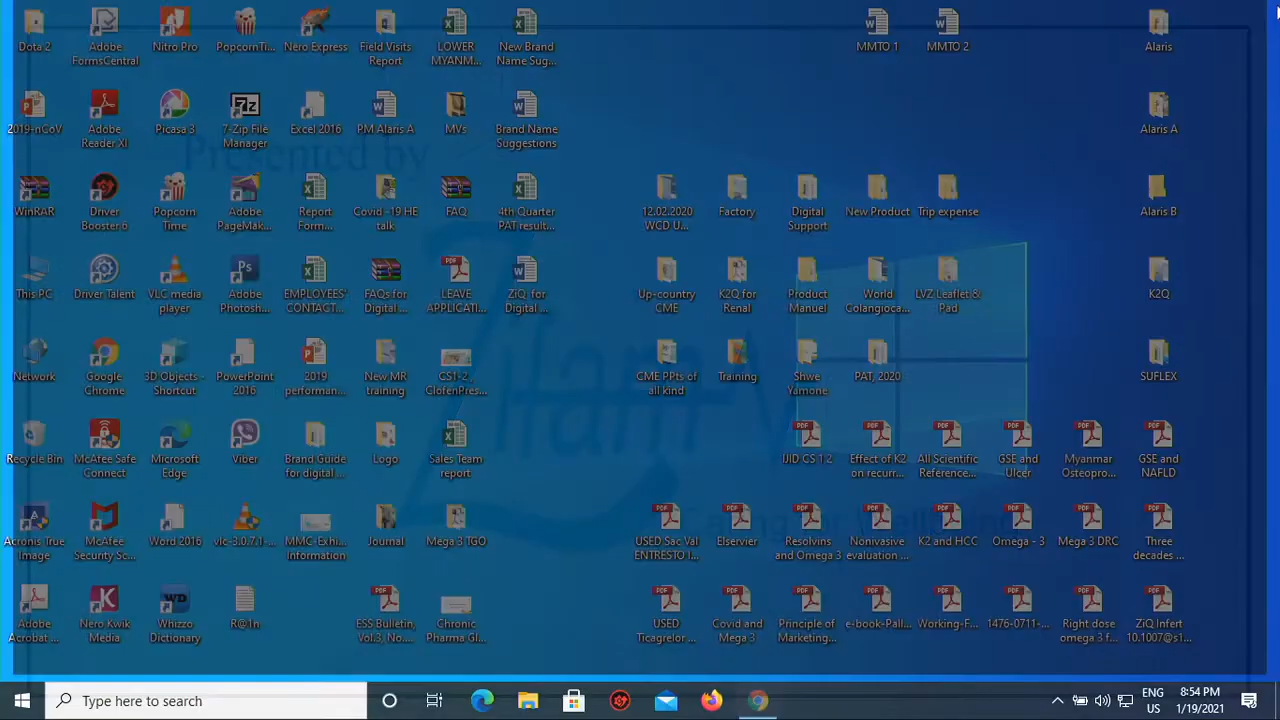 Dota 2
Adobe
FormsCentral
Nitro Pro
PopcornTi...
Nero Express
Field Visits
Report
LOWER
MYANM...
New Brand
Name Sug...
MMTO 1
MMTO 2
Alaris
2019-nCoV
Adobe
Reader XI
Picasa 3
7-Zip File
Manager
Excel 2016
PM Alaris A
MVs
Brand Name
Suggestions
Alaris A
Presented by
WinRAR
Driver
Booster 6
Popcorn
Time
Adobe
PageMak...
Report
Form...
Covid -19 HE
talk
FAQ
4th Quarter
PAT result...
12.02.2020
WCD U...
Factory
Digital
Support
New Product
Trip expense
Alaris B
This PC
Driver Talent
VLC media
player
Adobe
Photosh...
EMPLOYEES'
CONTACT...
FAQs for
Digital ...
LEAVE
APPLICATI...
ZiQ for
Digital ...
Up-country
CME
K2Q for
Renal
Product
Manuel
World
Colangioca...
LVZ Leaflet &
Pad
K2Q
Network
Google
Chrome
3D Objects -
Shortcut
PowerPoint
2016
2019
performan...
New MR
training
CS1-2 ,
ClofenPres...
CME PPts of
all kind
Training
Shwe
Yamone
PAT, 2020
SUFLEX
Recycle Bin
McAfee Safe
Connect
Microsoft
Edge
Viber
Brand Guide
for digital ...
Logo
Sales Team
report
IJID CS 1 2
Effect of K2
on recurr...
All Scientific
Reference...
GSE and
Ulcer
Myanmar
Osteopro...
GSE and
NAFLD
Acronis True
Image
McAfee
Security Sc...
Word 2016
vlc-3.0.7.1-...
MMC-Exhi...
Information
Journal
Mega 3 TGO
USED Sac Val
ENTRESTO I...
Elsevier
Resolvins
and Omega 3
Nonivasive
evaluation ...
K2 and HCC
Omega - 3
Mega 3 DRC
Three
decades ...
Caring for Wellbeing
Adobe
Acrobat ...
Nero Kwik
Media
Whizzo
Dictionary
R@1n
ESS Bulletin,
Vol.3, No....
Chronic
Pharma Gl...
USED
Ticagrelor ...
Covid and
Mega 3
Principle of
Marketing...
e-book-Pall...
Working-F...
1476-0711-...
Right dose
omega 3 f...
ZiQ Infert
10.1007@s1...
Type here to search
ENG
US
8:54 PM
1/19/2021